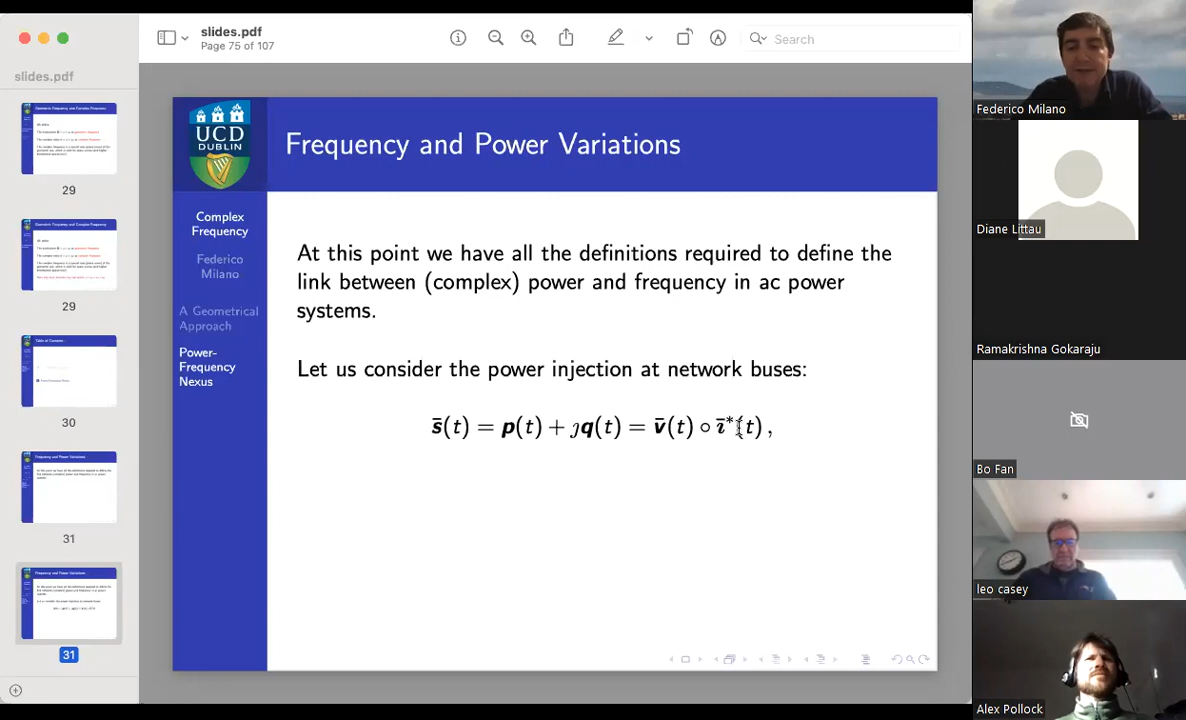 slides.pdf
Page 75 of 107
Search
slides.pdf
29
29
30
31
31
UCD
DUBLIN
Frequency and Power Variations
Complex
Frequency
Federico
Milano
A Geometrical
Approach
Power-
Frequency
Nexus
At this point we have all the definitions required to define the
link between (complex) power and frequency in ac power
systems.
Let us consider the power injection at network buses:
s̄(t) = p(t) + ȷq(t) = v̄(t) ∘ ı̄*(t) ,
Federico Milano
Diane Littau
Ramakrishna Gokaraju
Bo Fan
leo casey
Alex Pollock